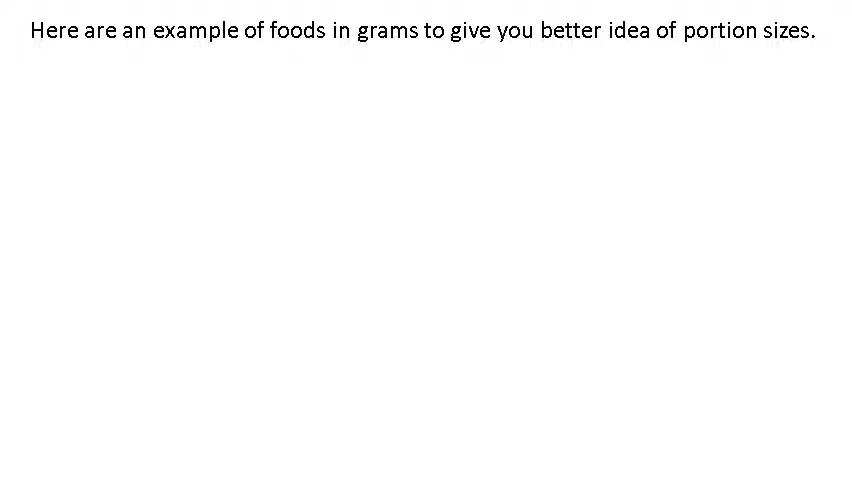 Here are an example of foods in grams to give you better idea of portion sizes.